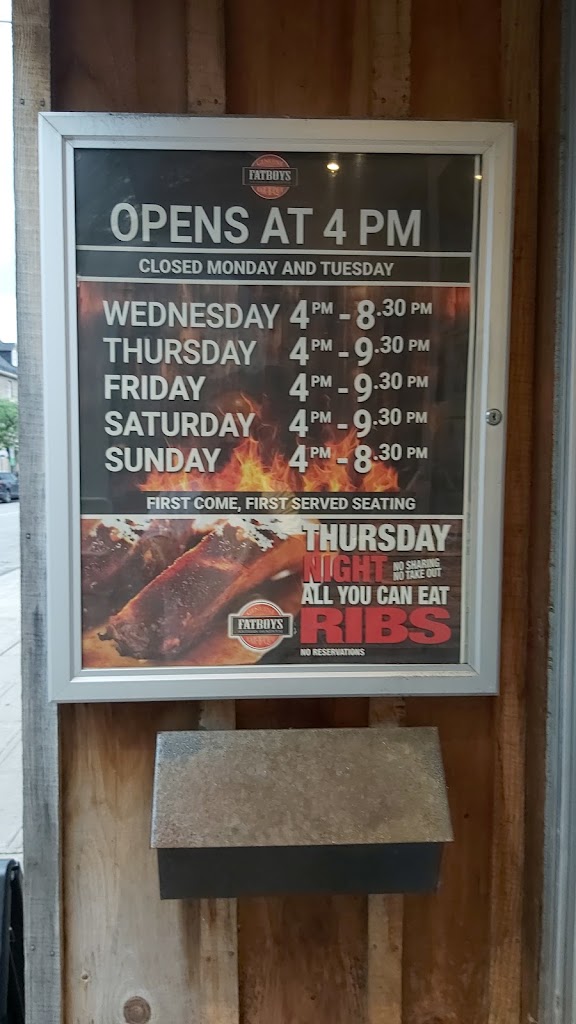 FATBOYS
OPENS AT 4 PM
CLOSED MONDAY AND TUESDAY
WEDNESDAY 4PM - 8.30 PM
THURSDAY 4PM - 9.30 PM
FRIDAY 4PM - 9.30 PM
SATURDAY 4PM - 9.30 PM
SUNDAY 4PM - 8.30 PM
FIRST COME, FIRST SERVED SEATING
THURSDAY
NIGHT NO SHARING
NO TAKE OUT
ALL YOU CAN EAT
FATBOYS
RIBS
NO RESERVATIONS